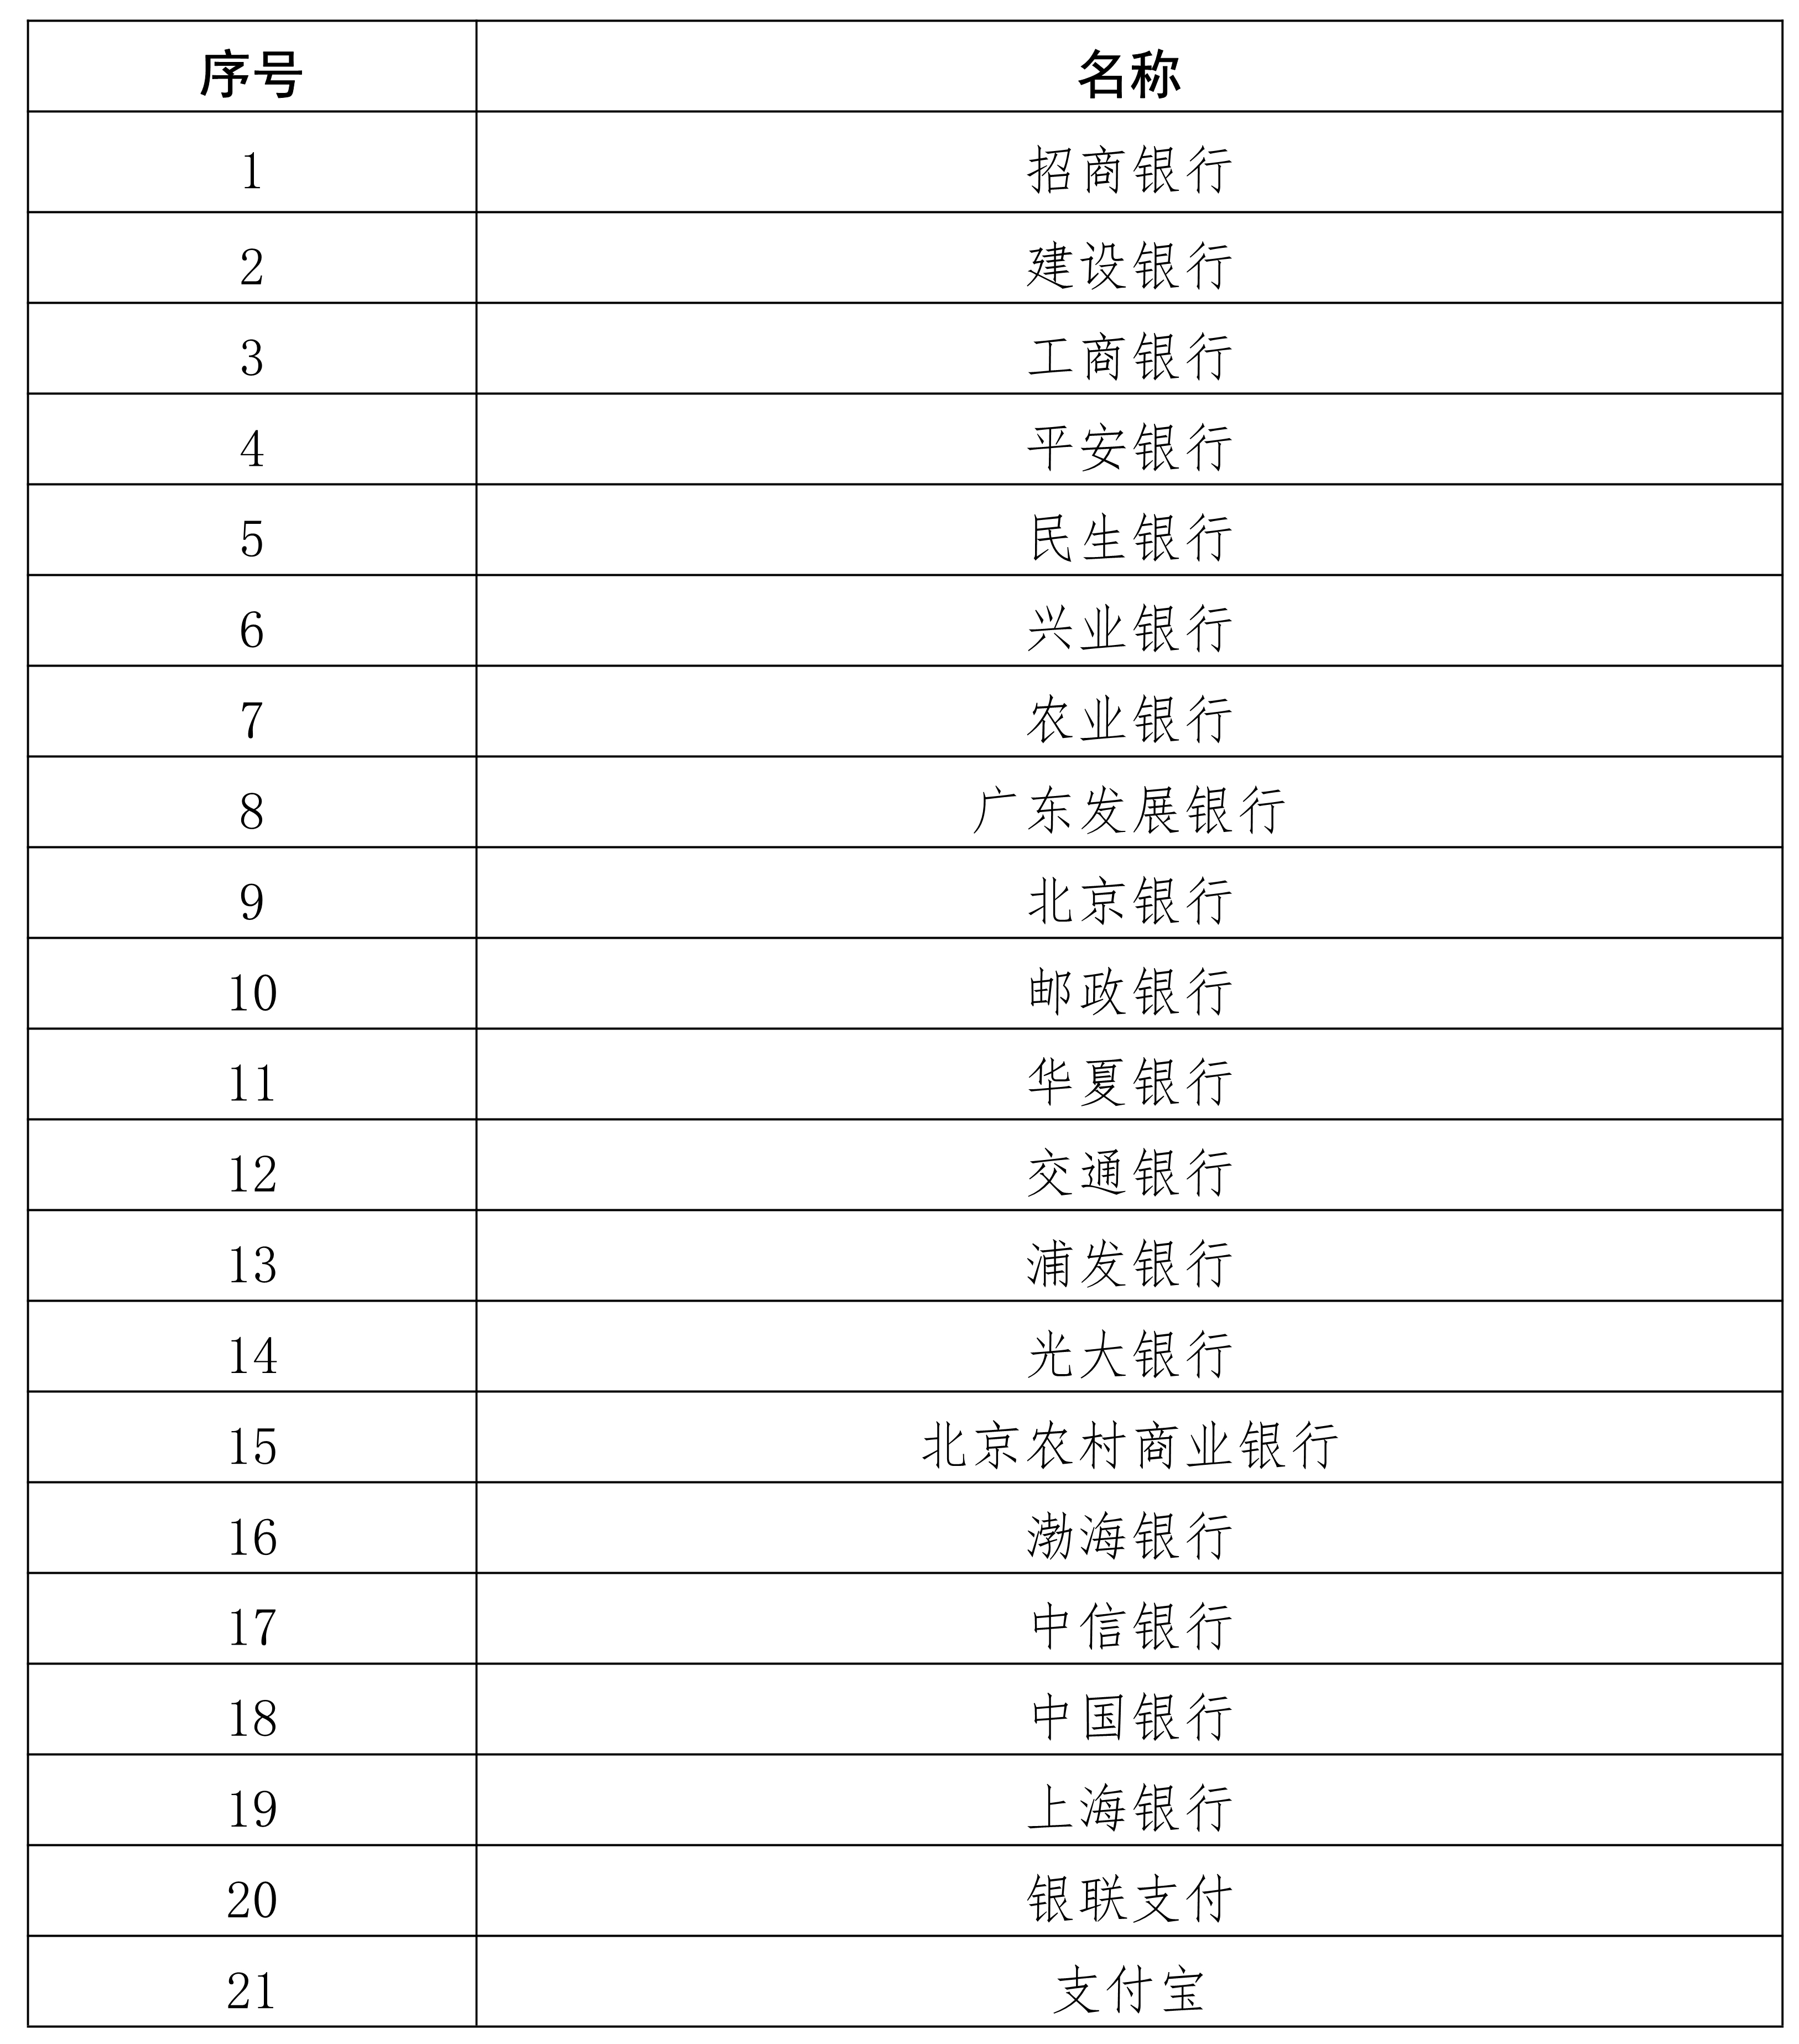 序号 名称
1 招商银行
2 建设银行
3 工商银行
4 平安银行
5 民生银行
6 兴业银行
7 农业银行
8 广东发展银行
9 北京银行
10 邮政银行
11 华夏银行
12 交通银行
13 浦发银行
14 光大银行
15 北京农村商业银行
16 渤海银行
17 中信银行
18 中国银行
19 上海银行
20 银联支付
21 支付宝